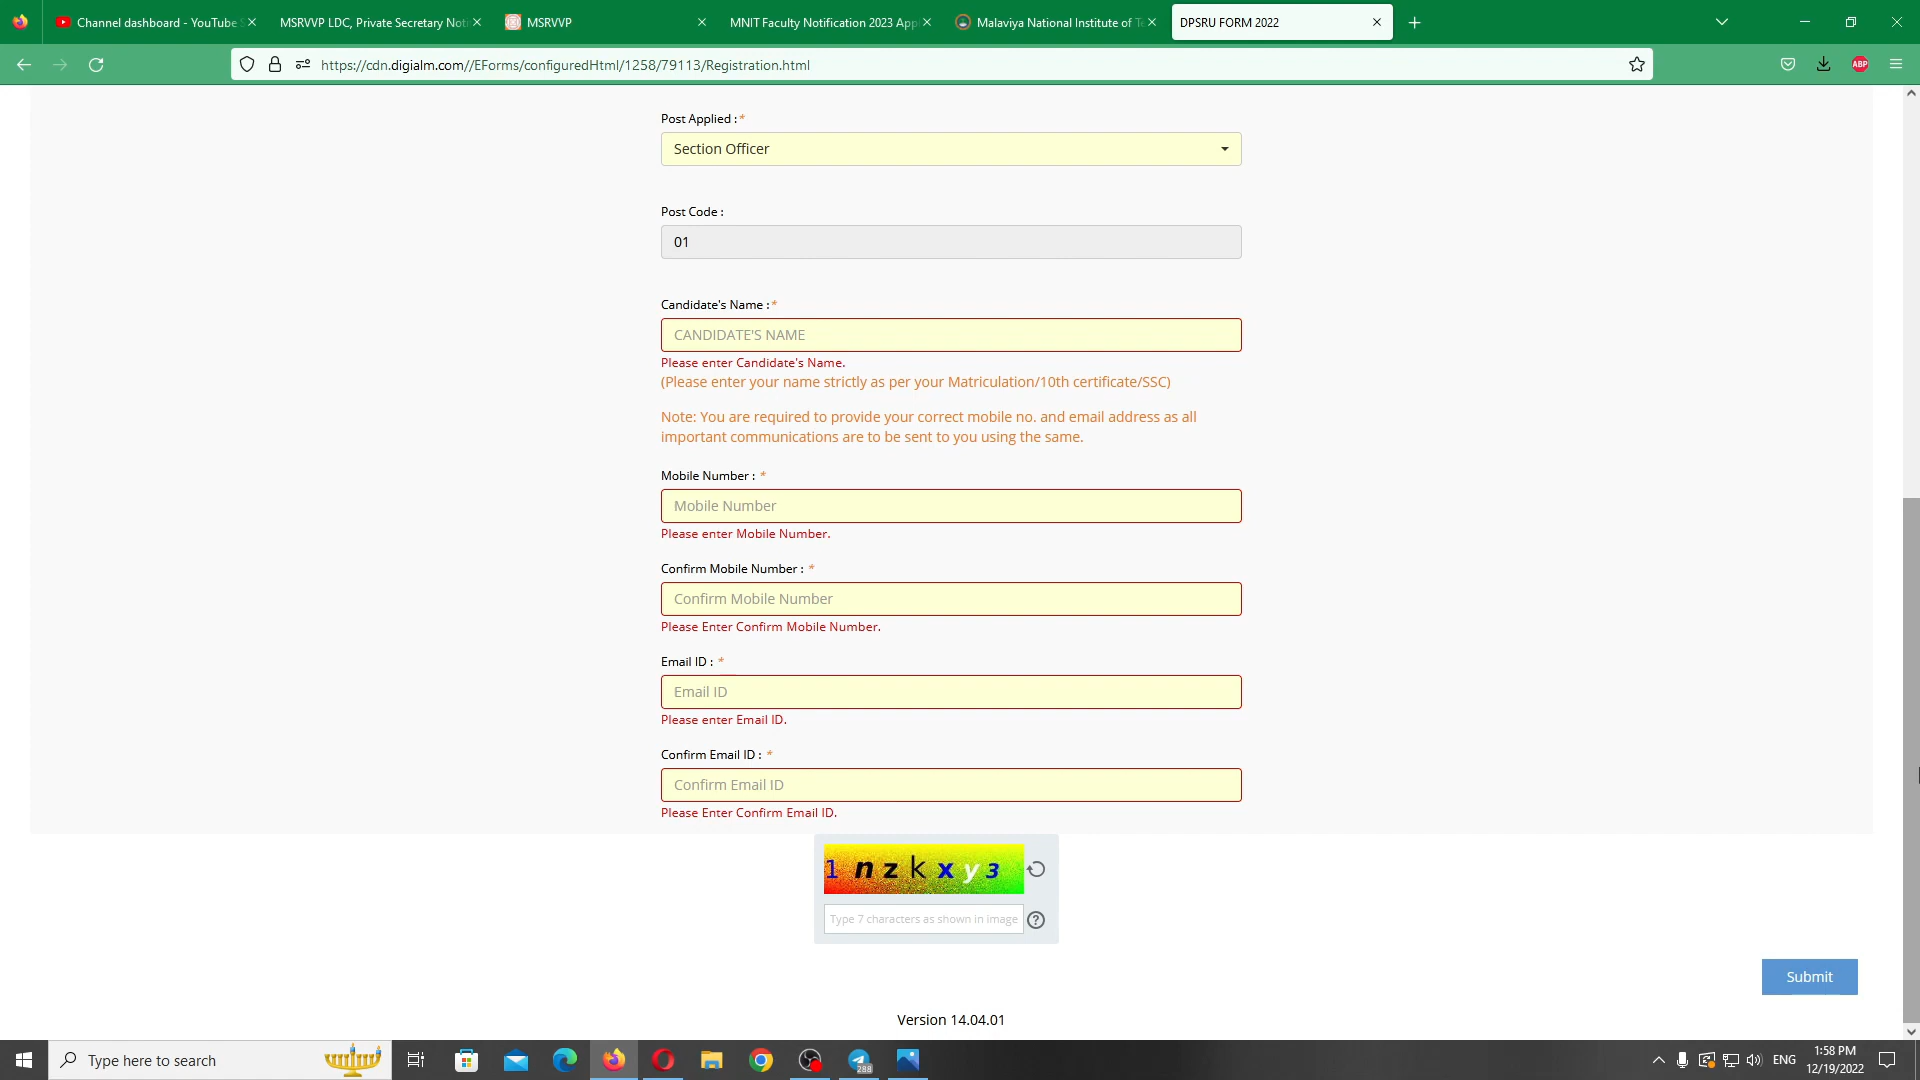 Channel dashboard - YouTube S
MSRVVP LDC, Private Secretary Noti
MSRVVP
MNIT Faculty Notification 2023 App
Malaviya National Institute of Te
DPSRU FORM 2022
https://cdn.digialm.com//EForms/configuredHtml/1258/79113/Registration.html
ABP
Post Applied :*
Section Officer
Post Code :
01
Candidate's Name :*
CANDIDATE'S NAME
Please enter Candidate's Name.
(Please enter your name strictly as per your Matriculation/10th certificate/SSC)
Note: You are required to provide your correct mobile no. and email address as all
important communications are to be sent to you using the same.
Mobile Number : *
Mobile Number
Please enter Mobile Number.
Confirm Mobile Number : *
Confirm Mobile Number
Please Enter Confirm Mobile Number.
Email ID : *
Email ID
Please enter Email ID.
Confirm Email ID : *
Confirm Email ID
Please Enter Confirm Email ID.
1 n z k x y 3
Type 7 characters as shown in image
Submit
Version 14.04.01
Type here to search
288
ENG
1:58 PM
12/19/2022